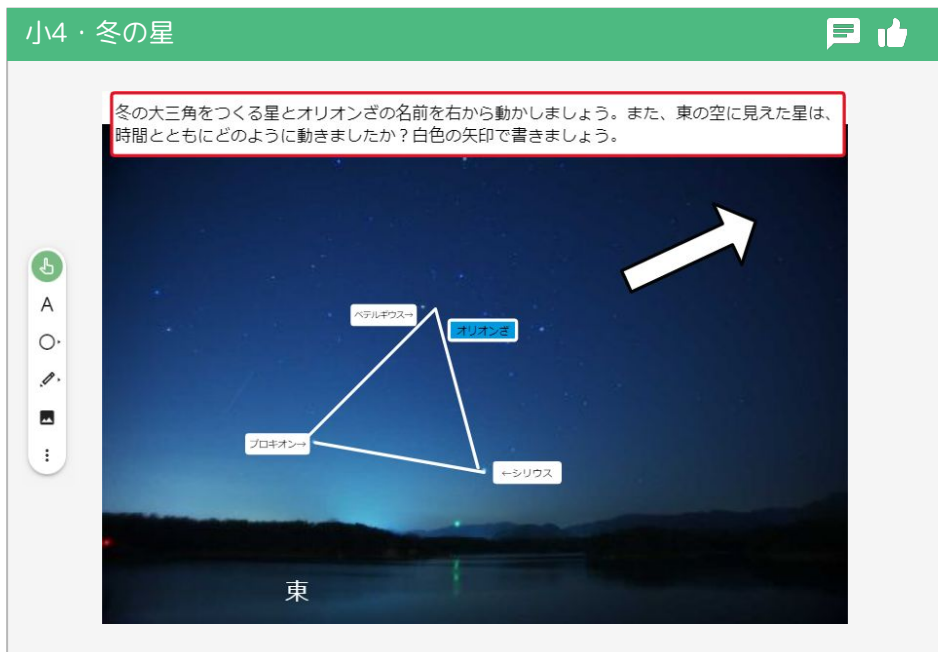 小4・冬の星
冬の大三角をつくる星とオリオンざの名前を右から動かしましょう。また、東の空に見えた星は、
時間とともにどのように動きましたか？白色の矢印で書きましょう。
A
ベテルギウス→
オリオンざ
プロキオン→
←シリウス
東